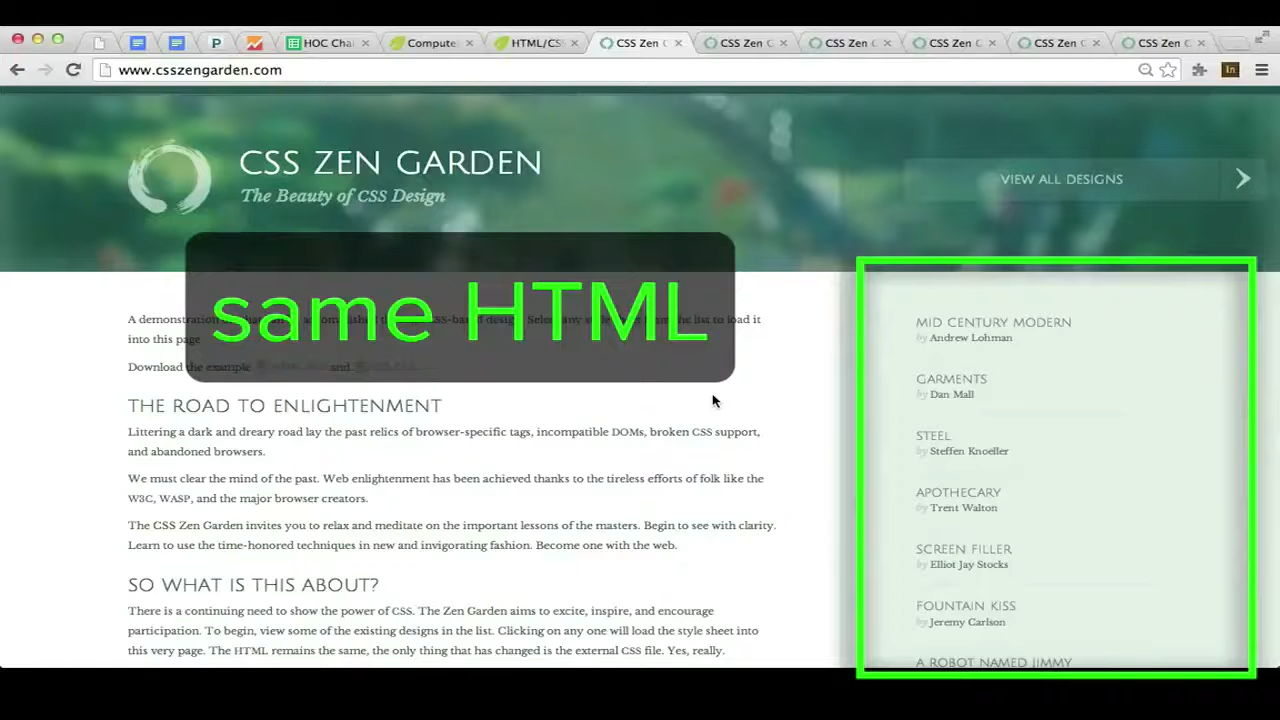 HOC Cha
Compute
HTML/CS
CSS Zen
CSS Zen
CSS Zen
CSS Zen
CSS Zen
CSS Zen
www.csszengarden.com
CSS ZEN GARDEN
The Beauty of CSS Design
VIEW ALL DESIGNS
same HTML
A demonstration of what can be accomplished through CSS-based design. Select any style sheet from the list to load it
into this page
Download the example and
THE ROAD TO ENLIGHTENMENT
Littering a dark and dreary road lay the past relics of browser-specific tags, incompatible DOMs, broken CSS support,
and abandoned browsers.
We must clear the mind of the past. Web enlightenment has been achieved thanks to the tireless efforts of folk like the
W3C, WASP, and the major browser creators.
The CSS Zen Garden invites you to relax and meditate on the important lessons of the masters. Begin to see with clarity.
Learn to use the time-honored techniques in new and invigorating fashion. Become one with the web.
SO WHAT IS THIS ABOUT?
There is a continuing need to show the power of CSS. The Zen Garden aims to excite, inspire, and encourage
participation. To begin, view some of the existing designs in the list. Clicking on any one will load the style sheet into
this very page. The HTML remains the same, the only thing that has changed is the external CSS file. Yes, really.
MID CENTURY MODERN
by Andrew Lohman
GARMENTS
by Dan Mall
STEEL
by Steffen Knoeller
APOTHECARY
by Trent Walton
SCREEN FILLER
by Elliot Jay Stocks
FOUNTAIN KISS
by Jeremy Carlson
A ROBOT NAMED JIMMY